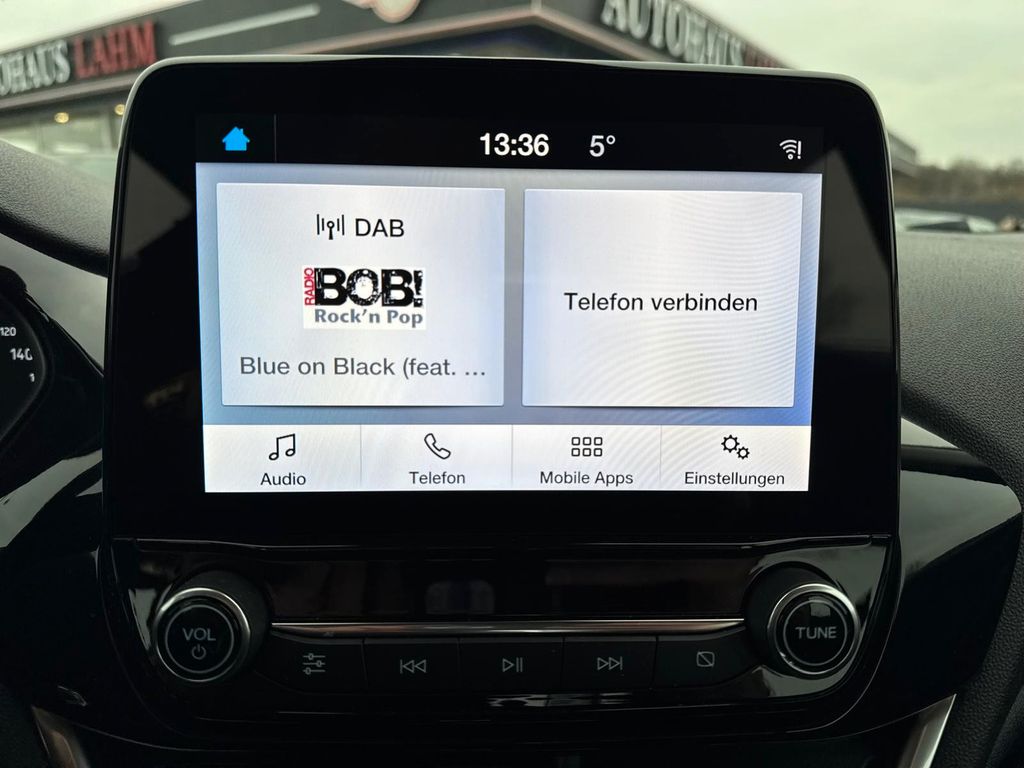 OHAUS LAHM
AUTOHAUS
13:36 5°
DAB
RADIO
BOB!
Rock'n Pop
Blue on Black (feat. ...
Telefon verbinden
Audio
Telefon
Mobile Apps
Einstellungen
120
140
VOL
TUNE